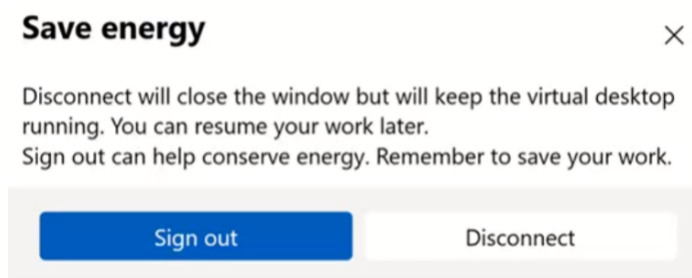 Save energy
Disconnect will close the window but will keep the virtual desktop
running. You can resume your work later.
Sign out can help conserve energy. Remember to save your work.
Sign out
Disconnect